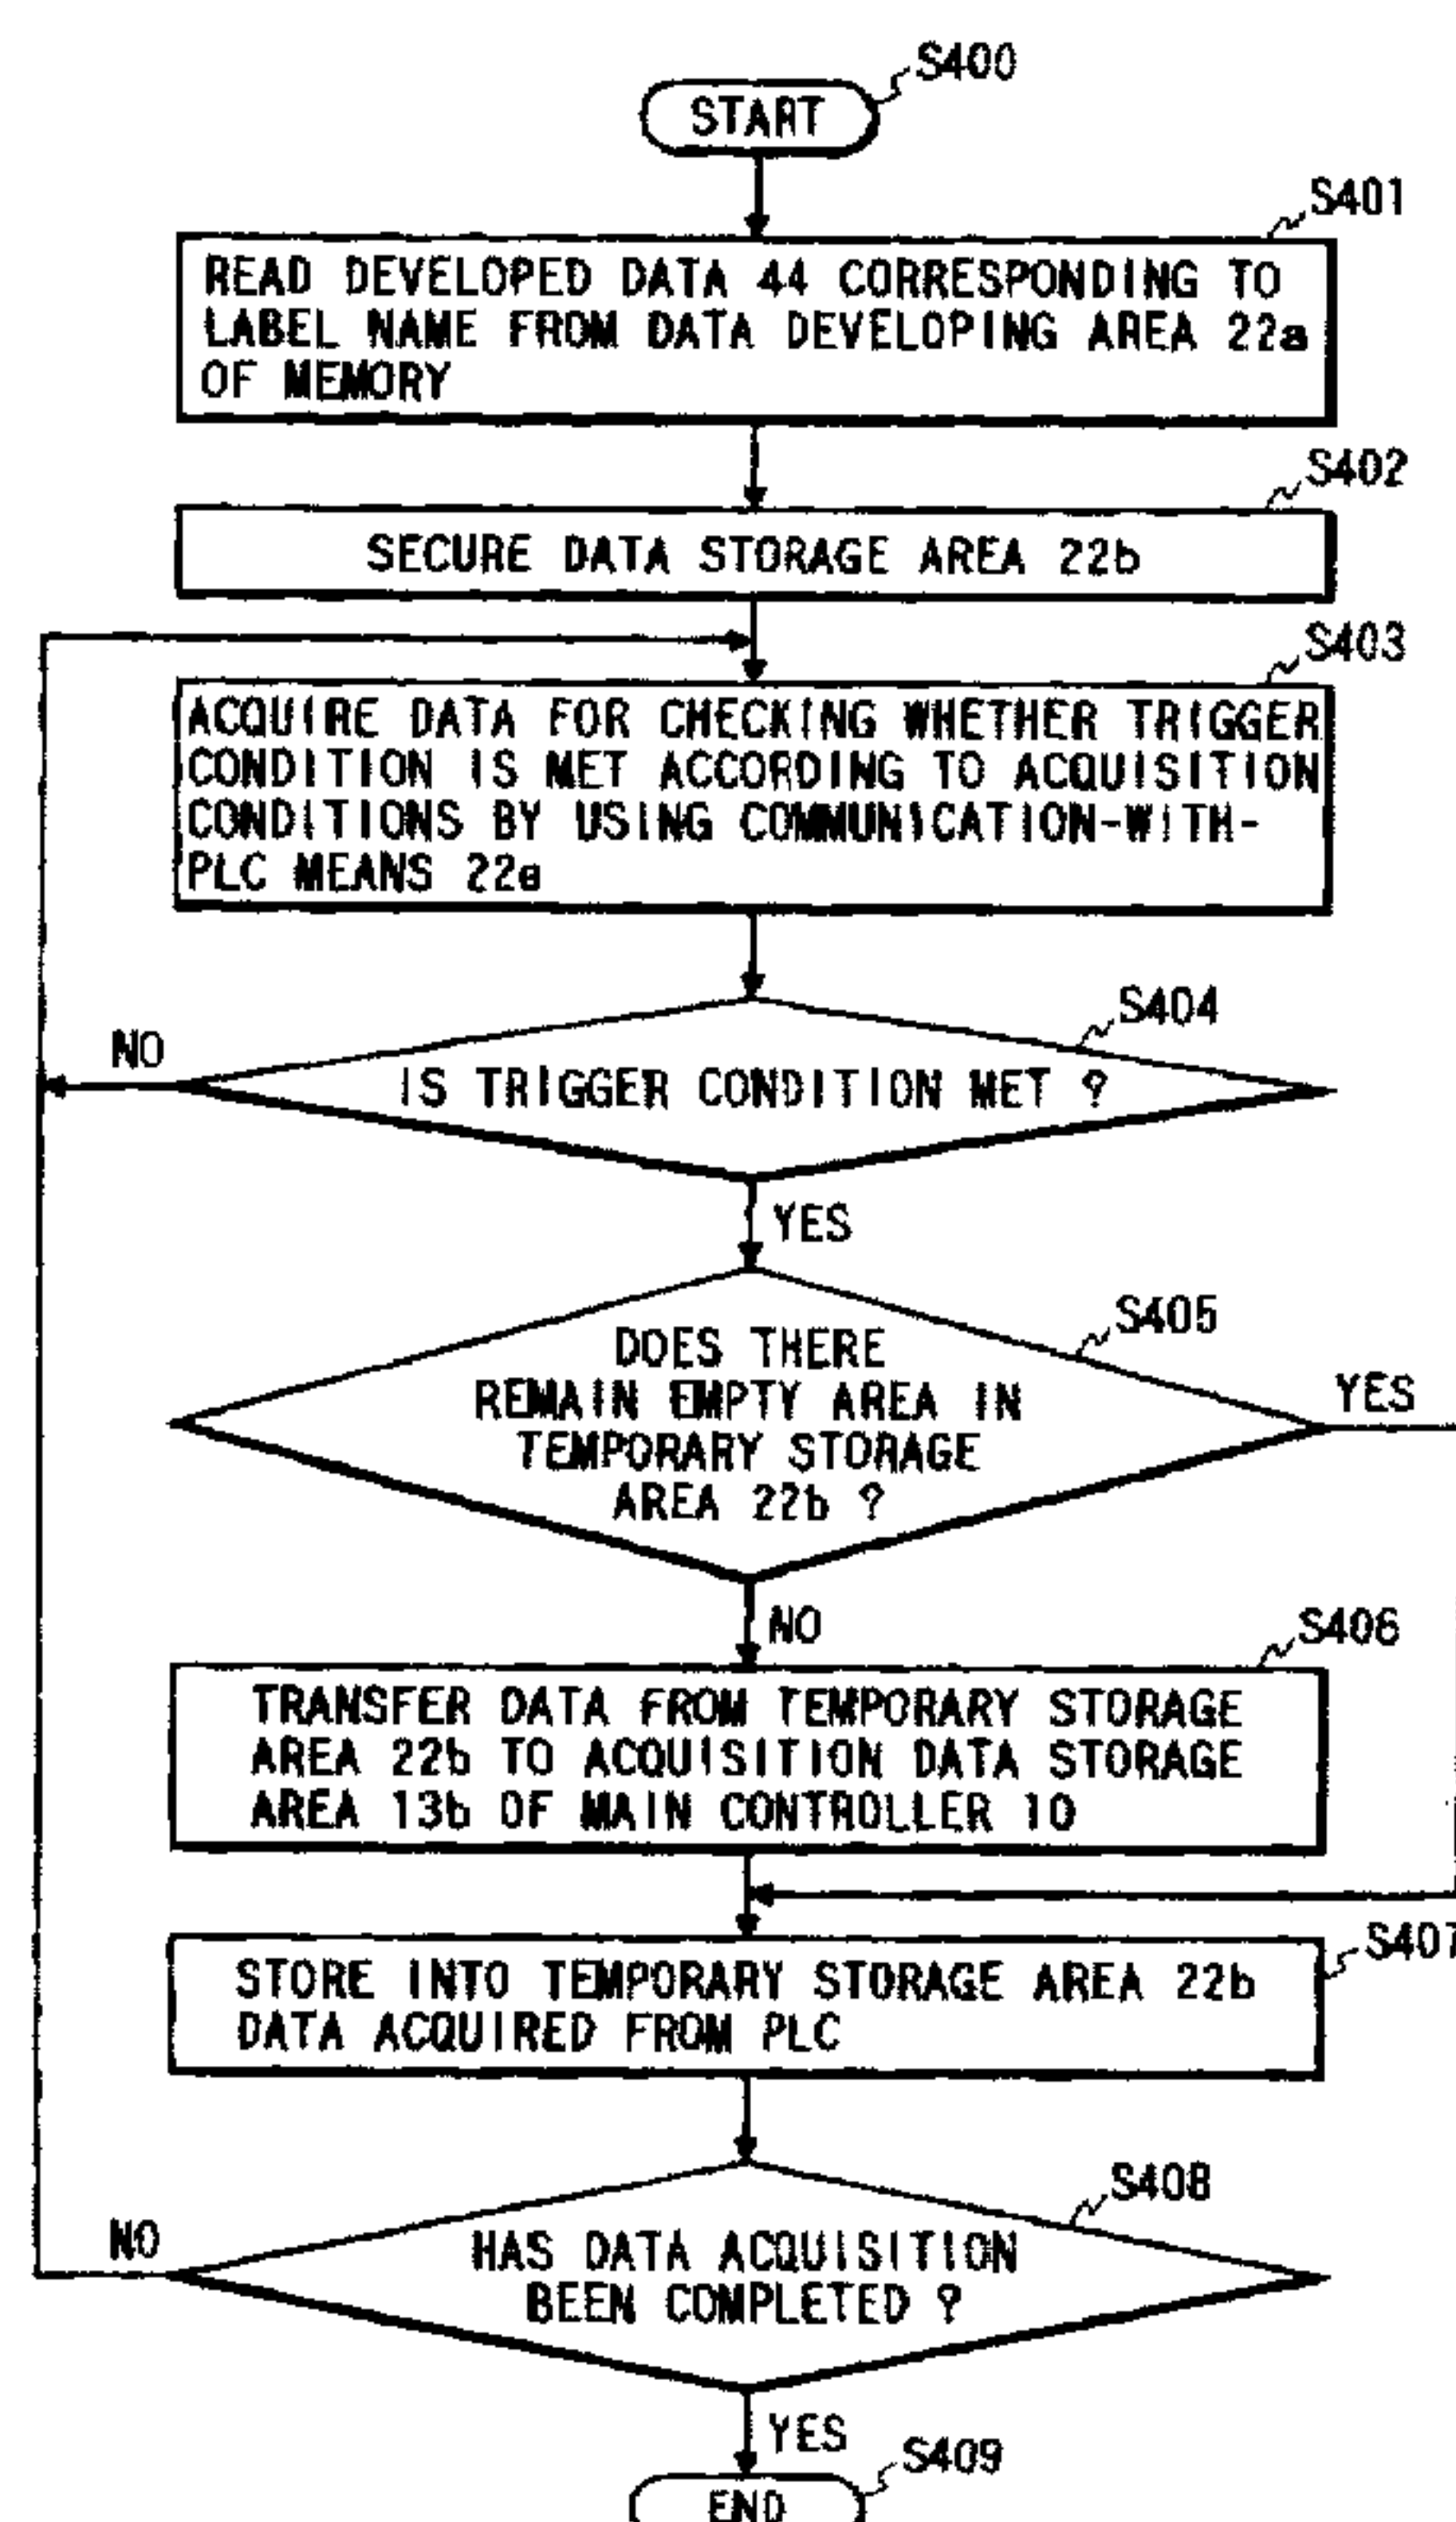 S400
START
S401
READ DEVELOPED DATA 44 CORRESPONDING TO
LABEL NAME FROM DATA DEVELOPING AREA 22a
OF MEMORY
S402
SECURE DATA STORAGE AREA 22b
S403
ACQUIRE DATA FOR CHECKING WHETHER TRIGGER
CONDITION IS MET ACCORDING TO ACQUISITION
CONDITIONS BY USING COMMUNICATION-WITH-
PLC MEANS 22e
S404
NO
IS TRIGGER CONDITION MET ?
YES
S405
DOES THERE
REMAIN EMPTY AREA IN
TEMPORARY STORAGE
AREA 22b ?
YES
NO
S406
TRANSFER DATA FROM TEMPORARY STORAGE
AREA 22b TO ACQUISITION DATA STORAGE
AREA 13b OF MAIN CONTROLLER 10
S407
STORE INTO TEMPORARY STORAGE AREA 22b
DATA ACQUIRED FROM PLC
S408
NO
HAS DATA ACQUISITION
BEEN COMPLETED ?
YES
S409
END